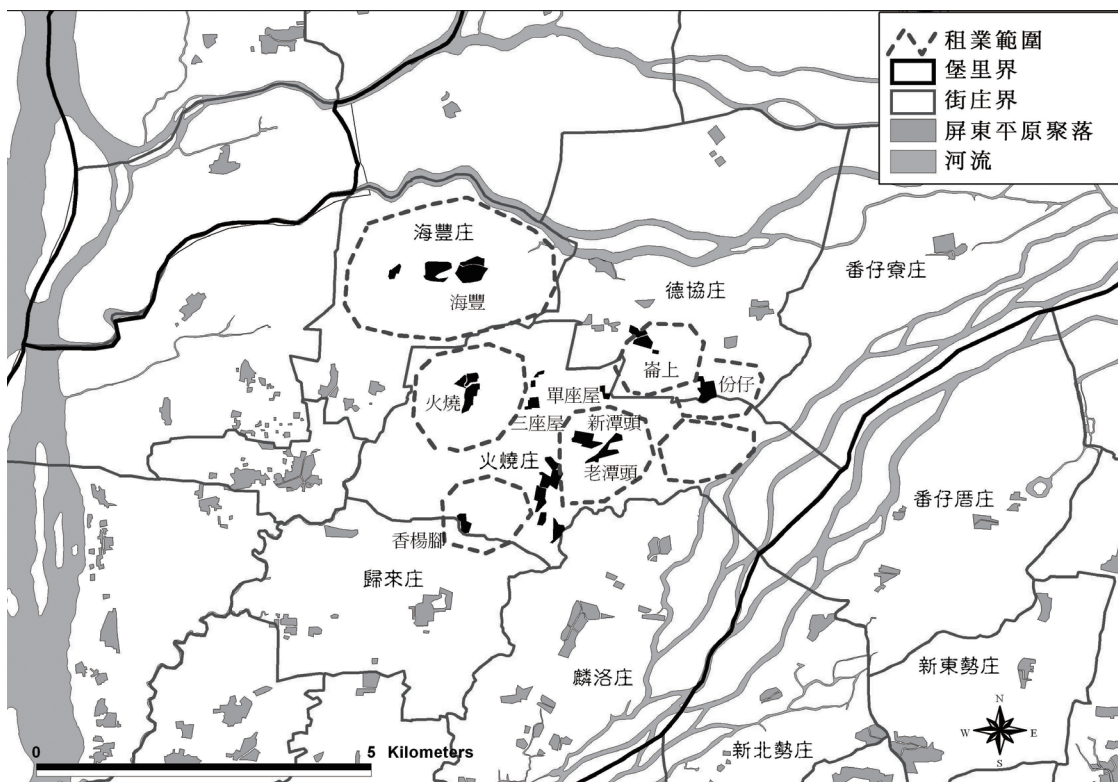 租業範圍
堡里界
街庄界
屏東平原聚落
河流
海豐庄
海豐
番仔寮庄
德協庄
崙上
份仔
火燒
單座屋
三座屋
新潭頭
火燒庄
老潭頭
番仔厝庄
香楊腳
歸來庄
麟洛庄
新東勢庄
新北勢庄
0 5 Kilometers
N
W E
S